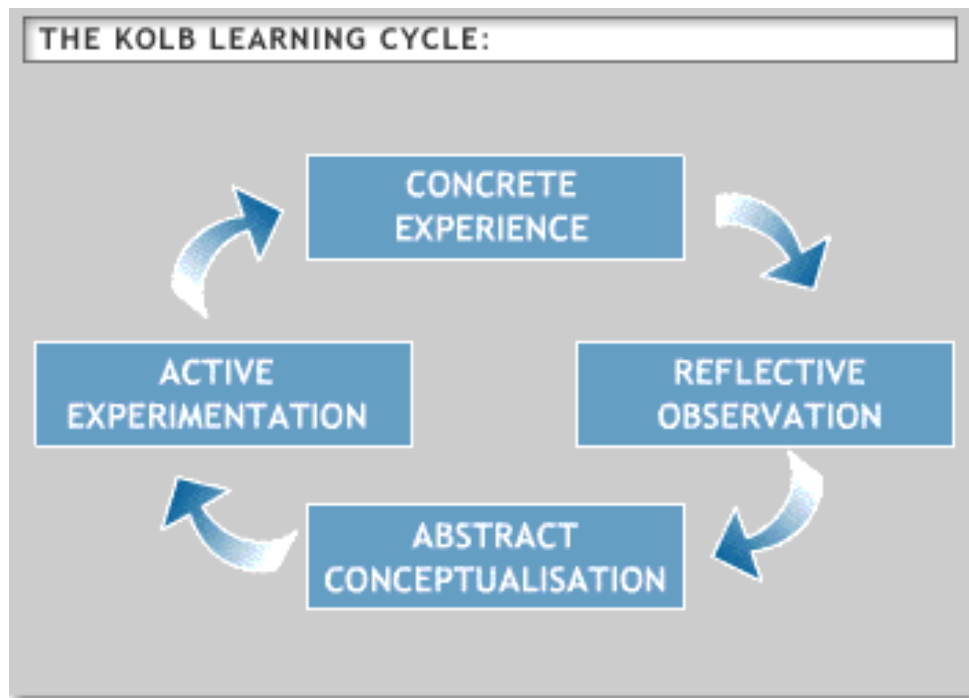 THE KOLB LEARNING CYCLE:
CONCRETE
EXPERIENCE
REFLECTIVE
OBSERVATION
ABSTRACT
CONCEPTUALISATION
ACTIVE
EXPERIMENTATION